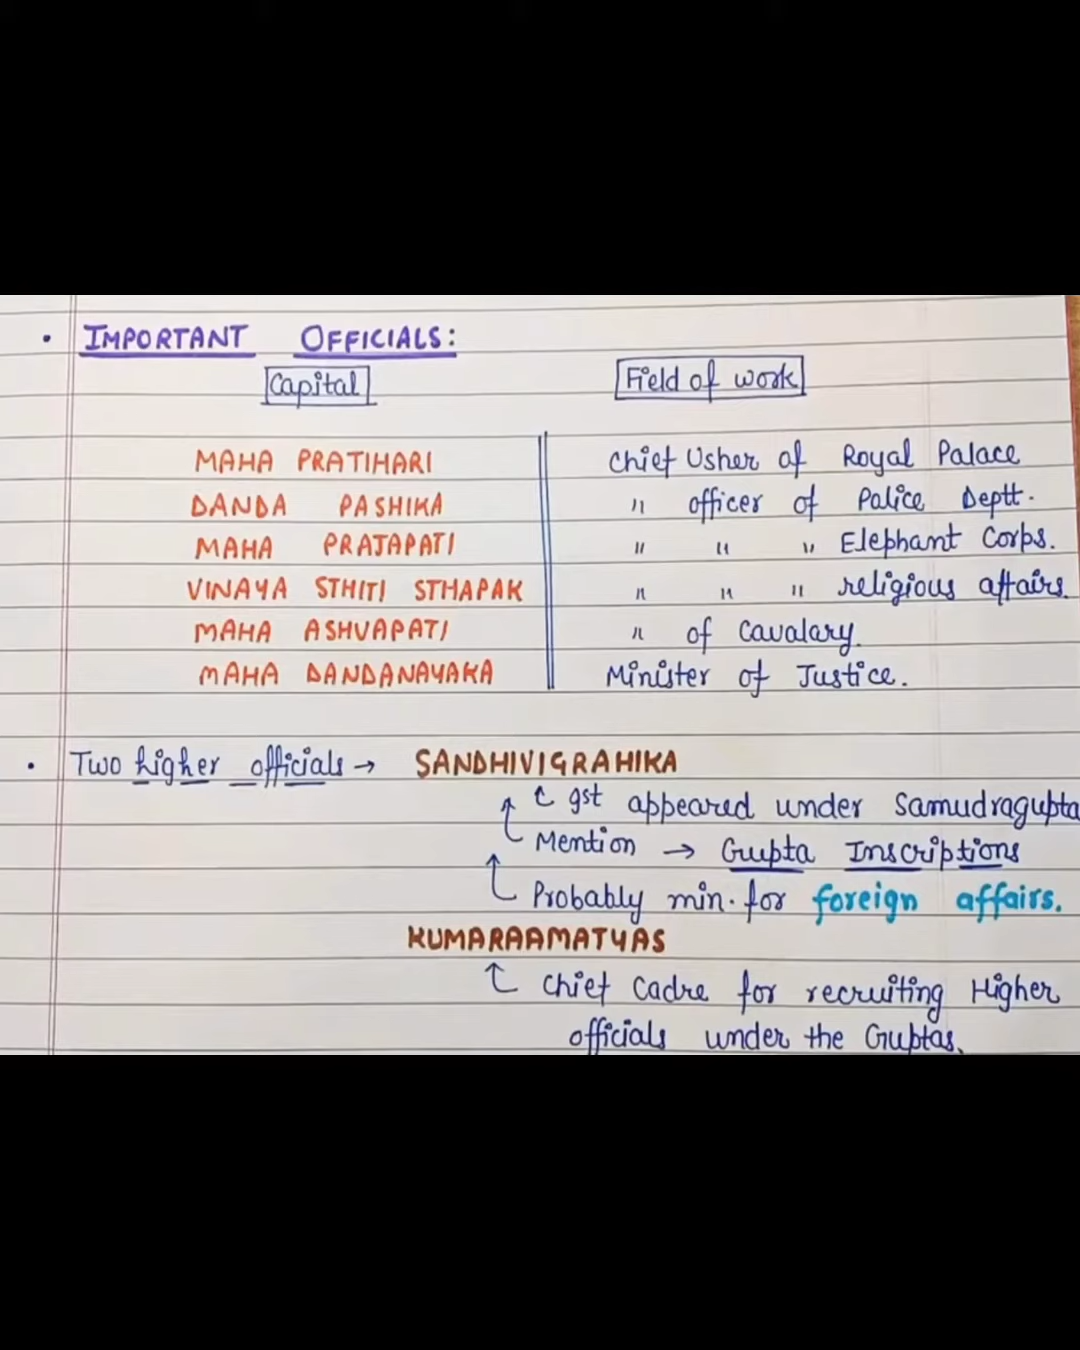 • IMPORTANT OFFICIALS:
Capital Field of work
MAHA PRATIHARI Chief Usher of Royal Palace
DANDA PASHIKA " officer of Police Deptt.
MAHA PRAJAPATI " " " Elephant Corps.
VINAYA STHITI STHAPAK " " " religious affairs.
MAHA ASHVAPATI " of Cavalary.
MAHA DANDANAYAKA Minister of Justice.
• Two higher officials → SANDHIVIGRAHIKA
Ist appeared under Samudragupta
Mention → Gupta Inscriptions
Probably min. for foreign affairs.
KUMARAAMATYAS
Chief Cadre for recruiting Higher
officials under the Guptas.